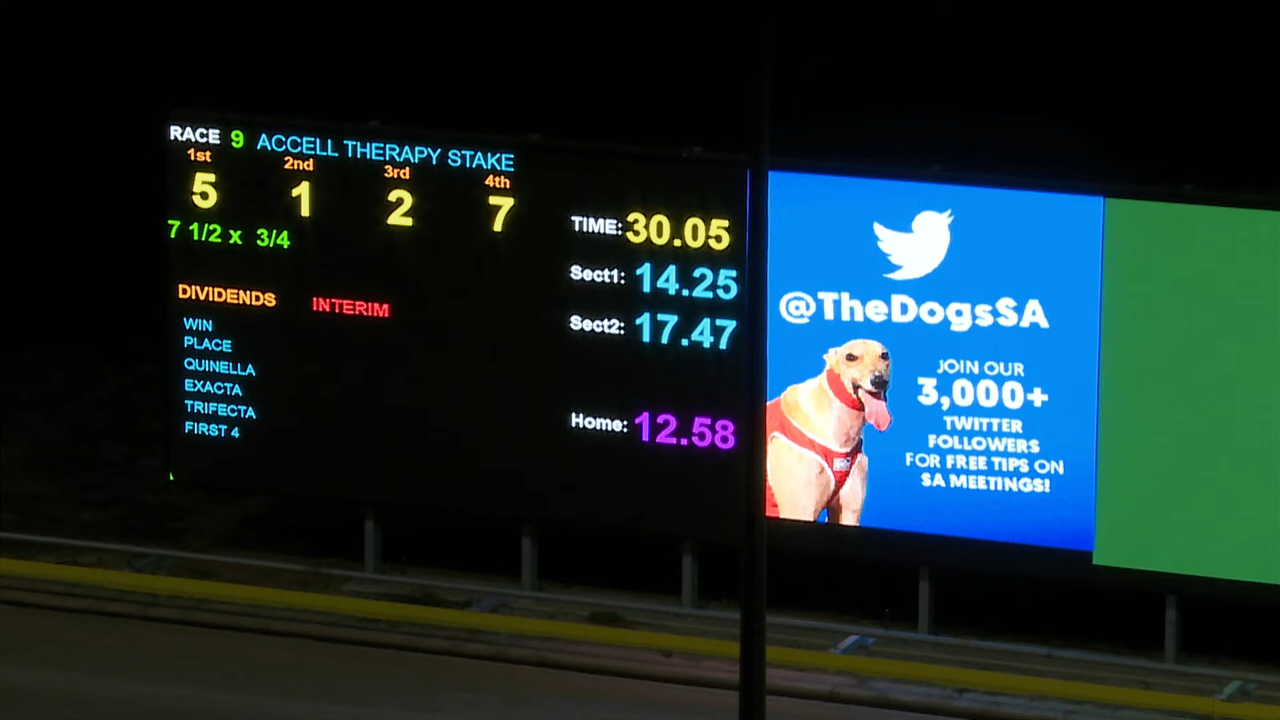 RACE 9 ACCELL THERAPY STAKE
1st 2nd 3rd 4th
5 1 2 7
7 1/2 x 3/4
TIME: 30.05
Sect1: 14.25
Sect2: 17.47
Home: 12.58
DIVIDENDS INTERIM
WIN
PLACE
QUINELLA
EXACTA
TRIFECTA
FIRST 4
@TheDogsSA
JOIN OUR
3,000+
TWITTER
FOLLOWERS
FOR FREE TIPS ON
SA MEETINGS!